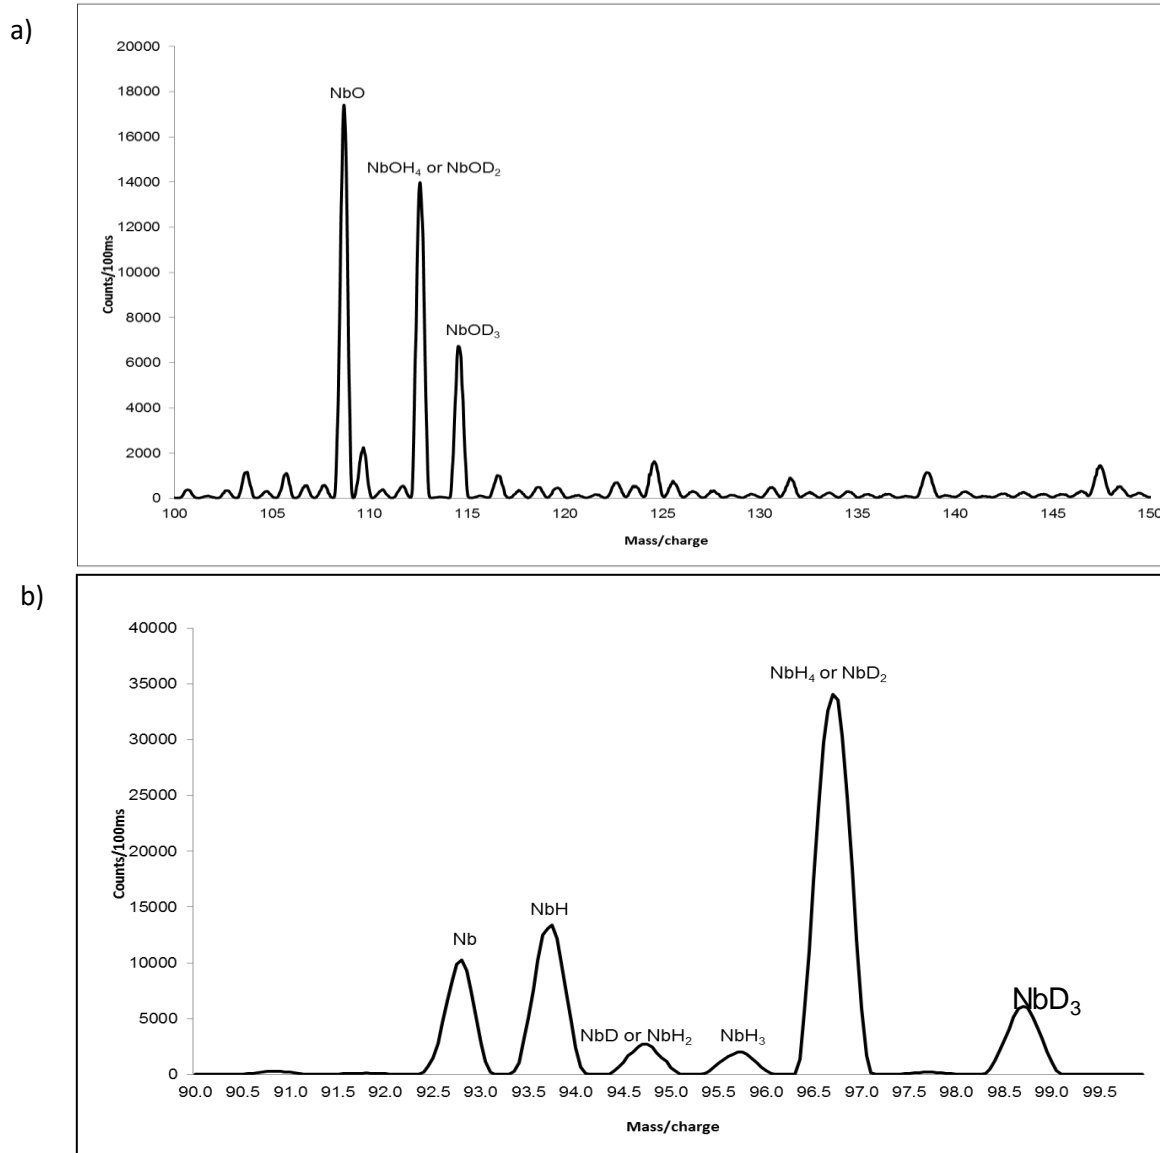 a)
20000
18000
16000
14000
12000
10000
8000
6000
4000
2000
0
Counts/100ms
NbO
NbOH₄ or NbOD₂
NbOD₃
100 105 110 115 120 125 130 135 140 145 150
Mass/charge
b)
40000
35000
30000
25000
20000
15000
10000
5000
0
Counts/100ms
NbH₄ or NbD₂
NbH
Nb
NbD or NbH₂
NbH₃
NbD₃
90.0 90.5 91.0 91.5 92.0 92.5 93.0 93.5 94.0 94.5 95.0 95.5 96.0 96.5 97.0 97.5 98.0 98.5 99.0 99.5
Mass/charge